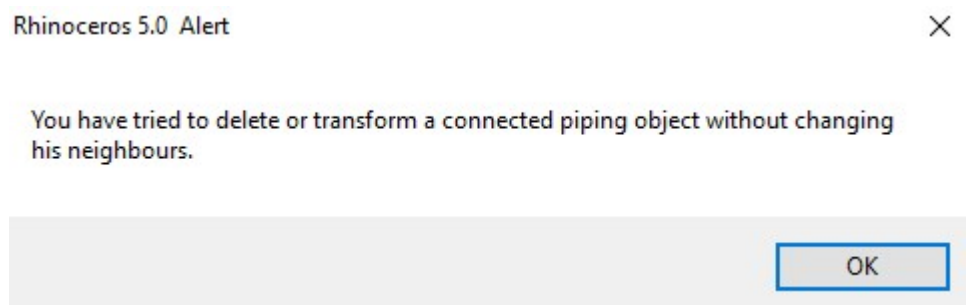 Rhinoceros 5.0 Alert
You have tried to delete or transform a connected piping object without changing
his neighbours.
OK